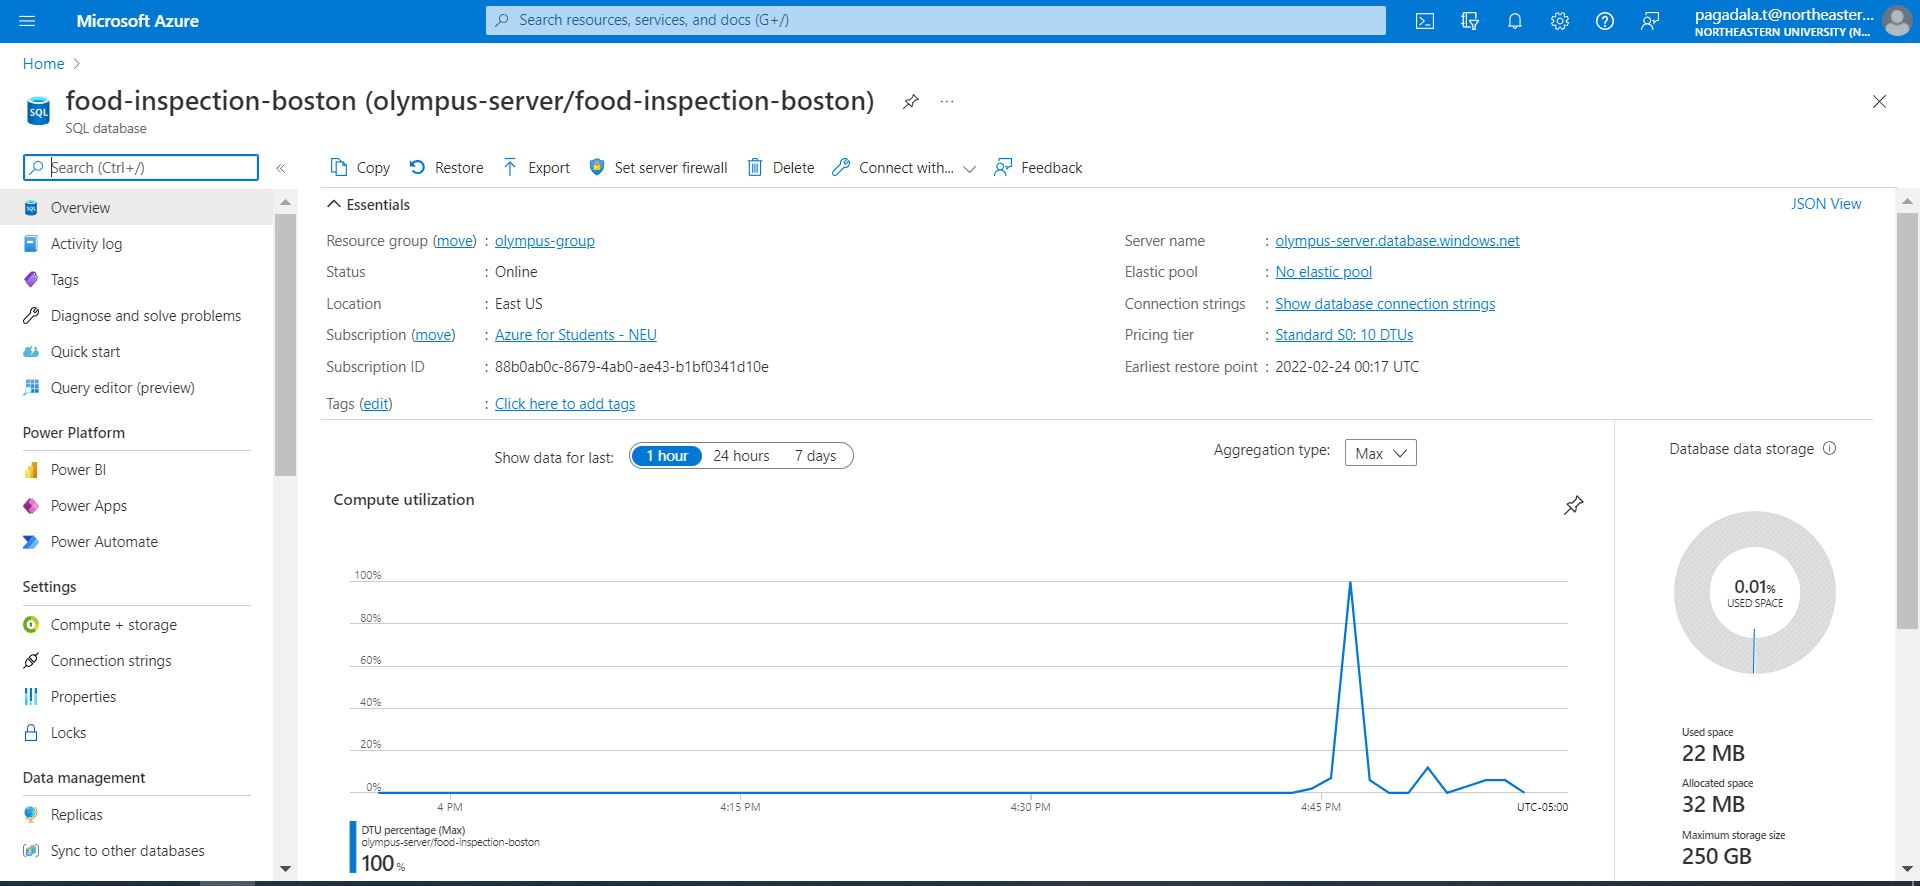 Microsoft Azure
Search resources, services, and docs (G+/)
pagadala.t@northeaster...
NORTHEASTERN UNIVERSITY (N...
Home
food-inspection-boston (olympus-server/food-inspection-boston)
SQL
SQL database
Search (Ctrl+/)
Copy
Restore
Export
Set server firewall
Delete
Connect with...
Feedback
Overview
Activity log
Tags
Diagnose and solve problems
Quick start
Query editor (preview)
Power Platform
Power BI
Power Apps
Power Automate
Settings
Compute + storage
Connection strings
Properties
Locks
Data management
Replicas
Sync to other databases
Essentials
JSON View
Resource group (move) : olympus-group
Status : Online
Location : East US
Subscription (move) : Azure for Students - NEU
Subscription ID : 88b0ab0c-8679-4ab0-ae43-b1bf0341d10e
Tags (edit) : Click here to add tags
Server name : olympus-server.database.windows.net
Elastic pool : No elastic pool
Connection strings : Show database connection strings
Pricing tier : Standard S0: 10 DTUs
Earliest restore point : 2022-02-24 00:17 UTC
Show data for last: 1 hour 24 hours 7 days
Aggregation type: Max
Compute utilization
100%
80%
60%
40%
20%
0%
4 PM 4:15 PM 4:30 PM 4:45 PM UTC-05:00
DTU percentage (Max)
olympus-server/food-inspection-boston
100 %
Database data storage
0.01%
USED SPACE
Used space
22 MB
Allocated space
32 MB
Maximum storage size
250 GB